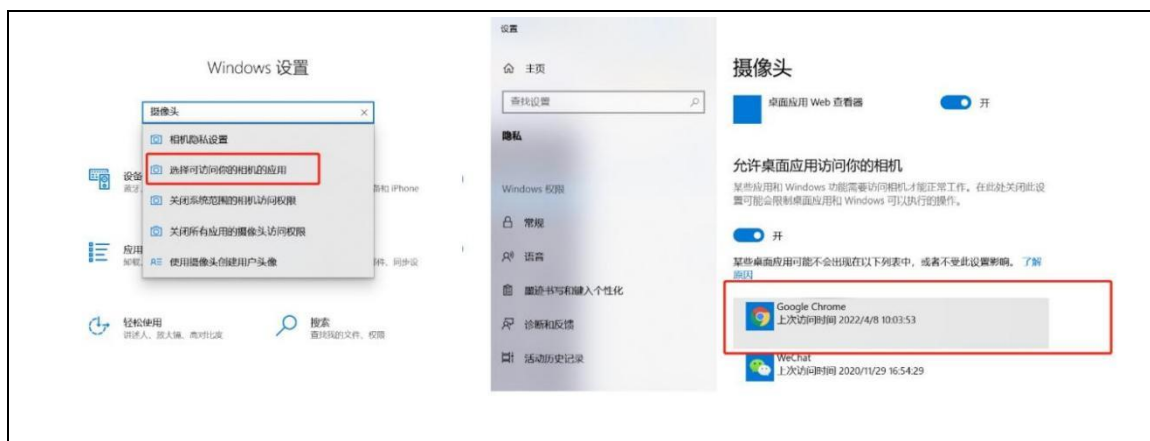 Windows 设置
摄像头
相机隐私设置
选择可访问你的相机的应用
关闭系统范围的相机访问权限
关闭所有应用的摄像头访问权限
使用摄像头创建用户头像
设备
iPhone
应用
卸载
同步设
轻松使用
讲述人、放大镜、高对比度
搜索
查找我的文件、权限
设置
主页
查找设置
隐私
Windows 权限
常规
语音
墨迹书写和键入个性化
诊断和反馈
活动历史记录
摄像头
桌面应用 Web 查看器
开
允许桌面应用访问你的相机
某些应用和 Windows 功能需要访问相机才能正常工作。在此处关闭此设
置可能会限制桌面应用和 Windows 可以执行的操作。
开
某些桌面应用可能不会出现在以下列表中，或者不受此设置影响。 了解
原因
Google Chrome
上次访问时间 2022/4/8 10:03:53
WeChat
上次访问时间 2020/11/29 16:54:29